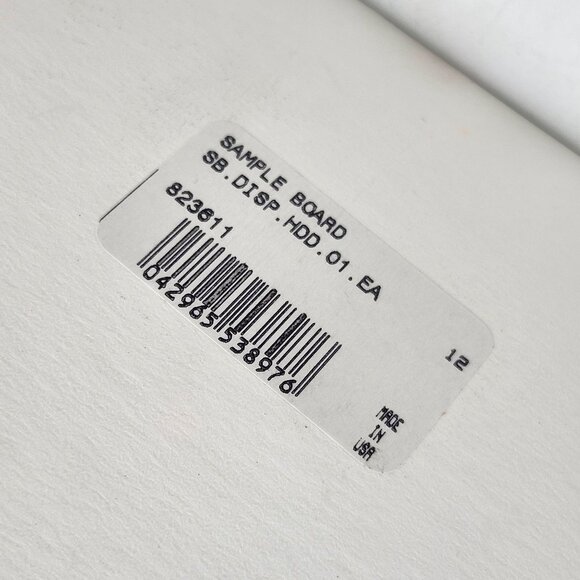 SAMPLE BOARD
SB.DISP.HDD.01.EA
823611
042965538976
12
MADE
IN
USA